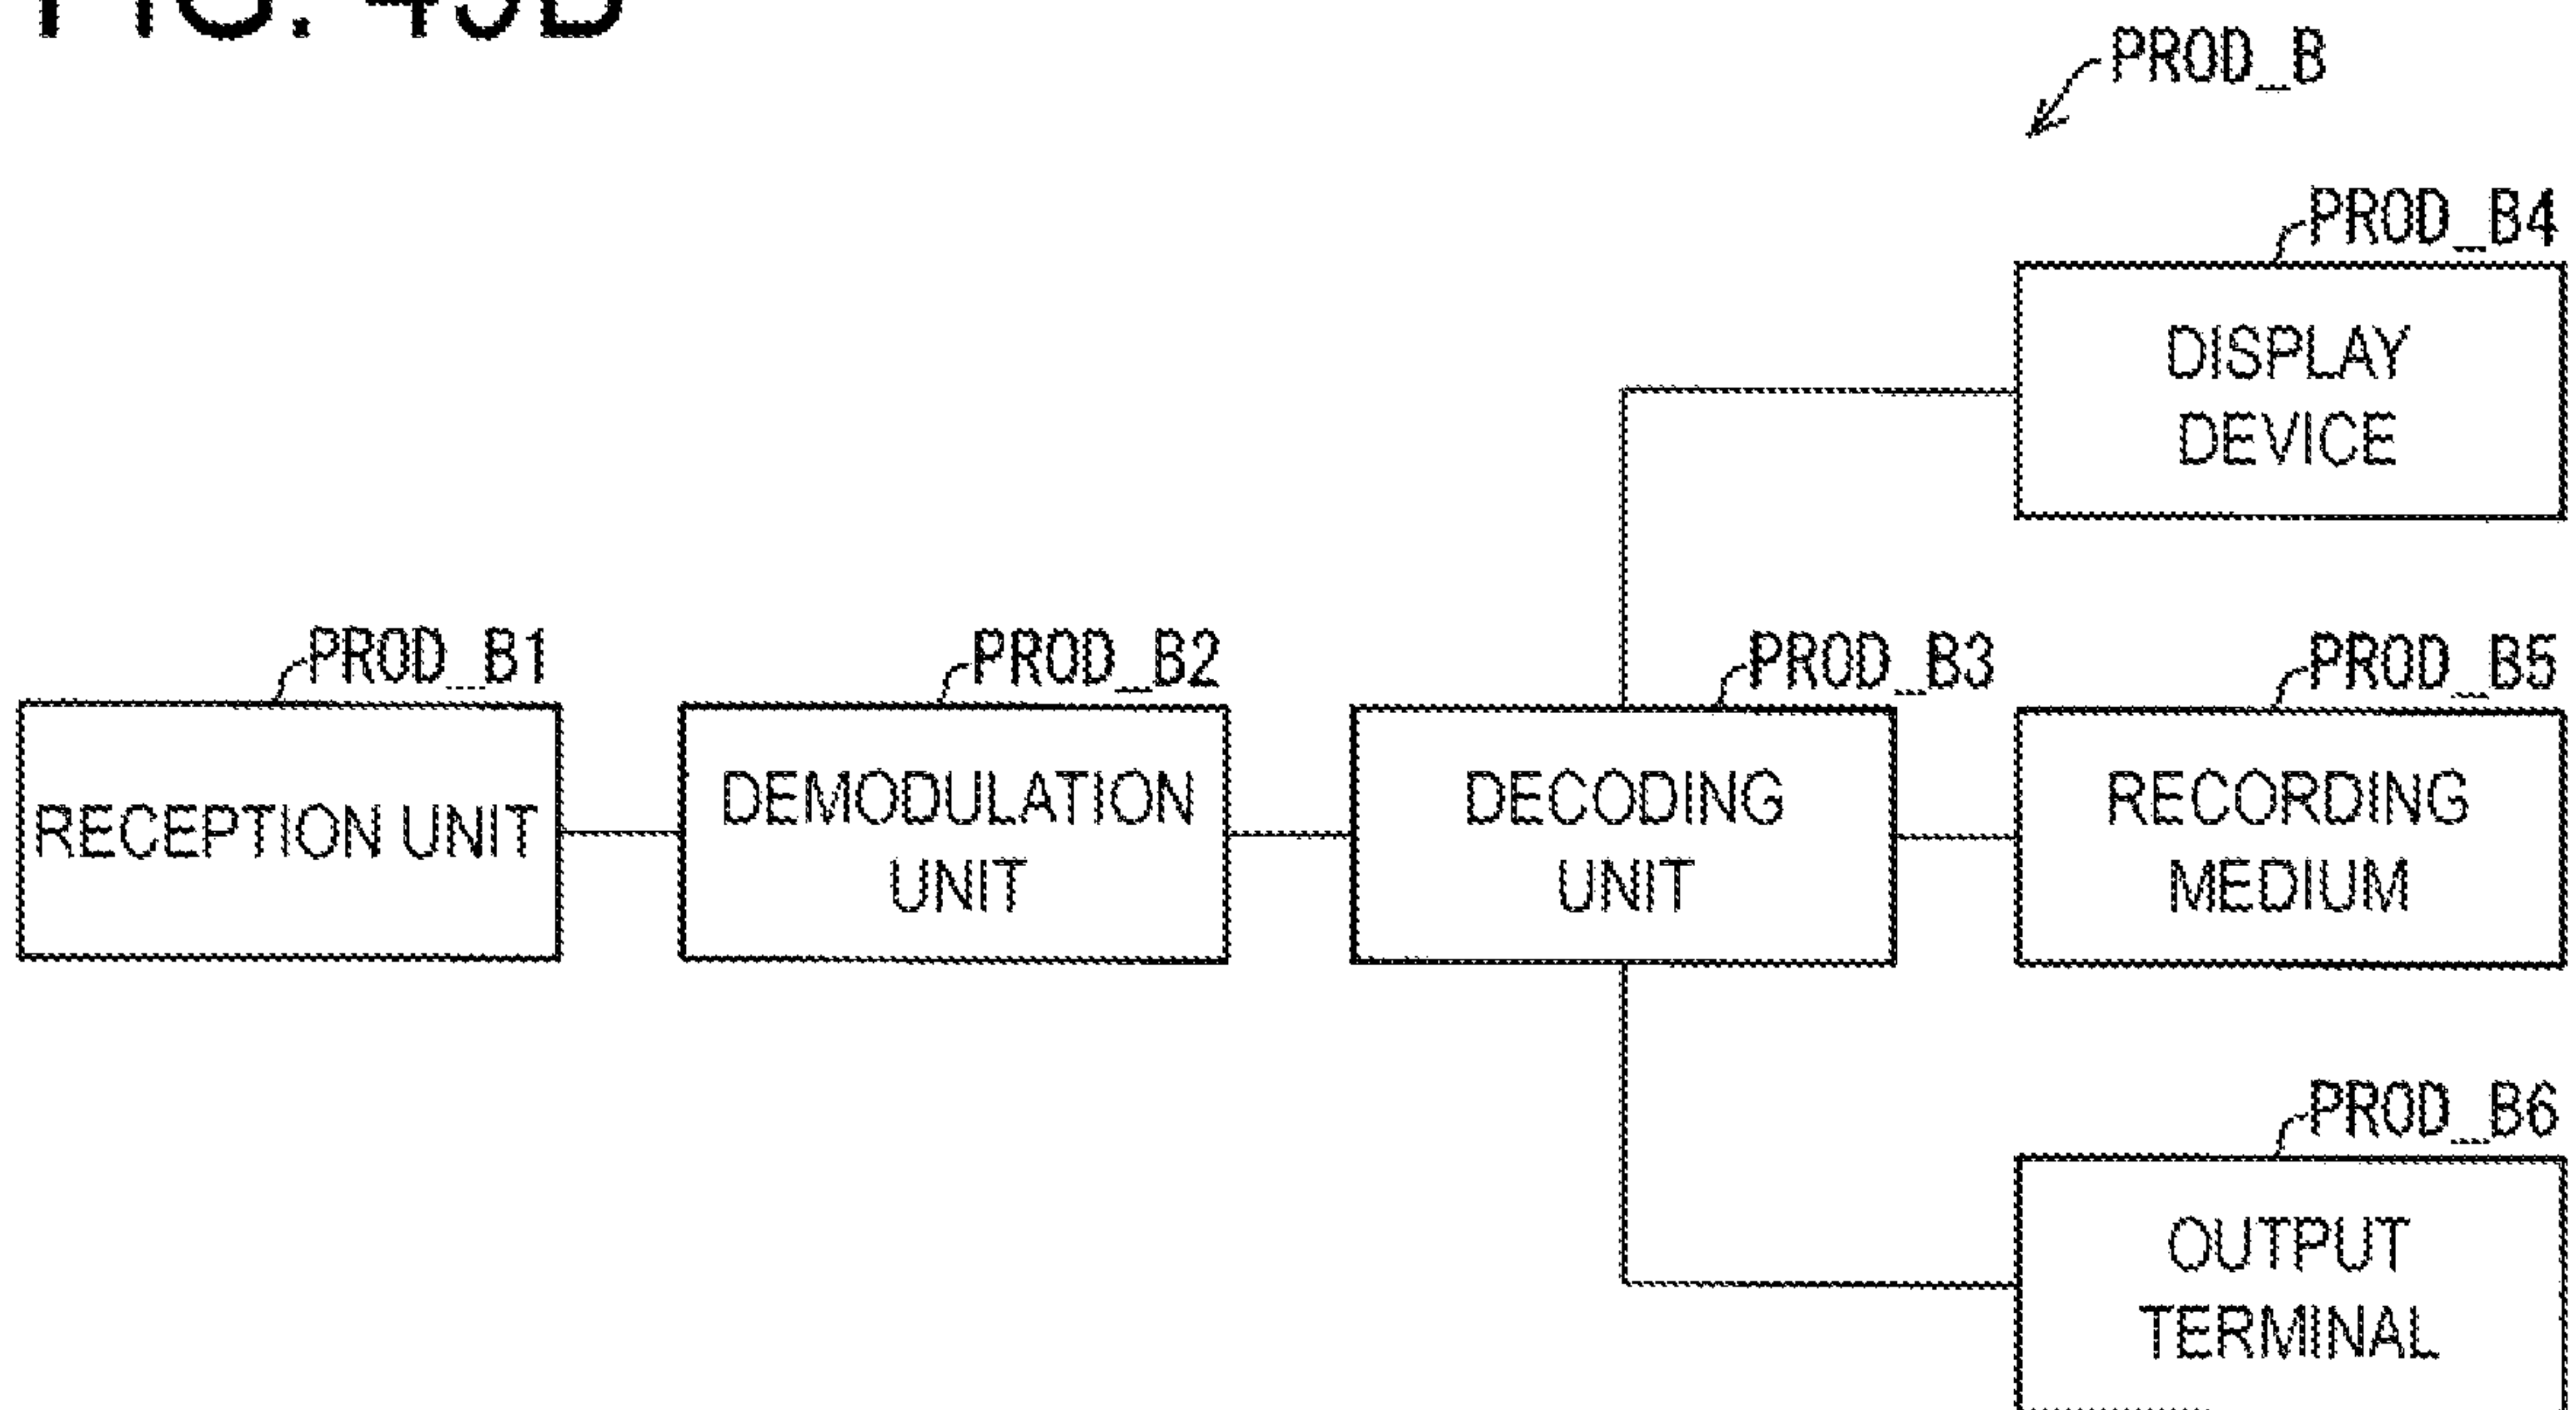 PROD_B
PROD_B4
DISPLAY
DEVICE
PROD_B1
PROD_B2
PROD_B3
PROD_B5
RECEPTION UNIT
DEMODULATION
UNIT
DECODING
UNIT
RECORDING
MEDIUM
PROD_B6
OUTPUT
TERMINAL